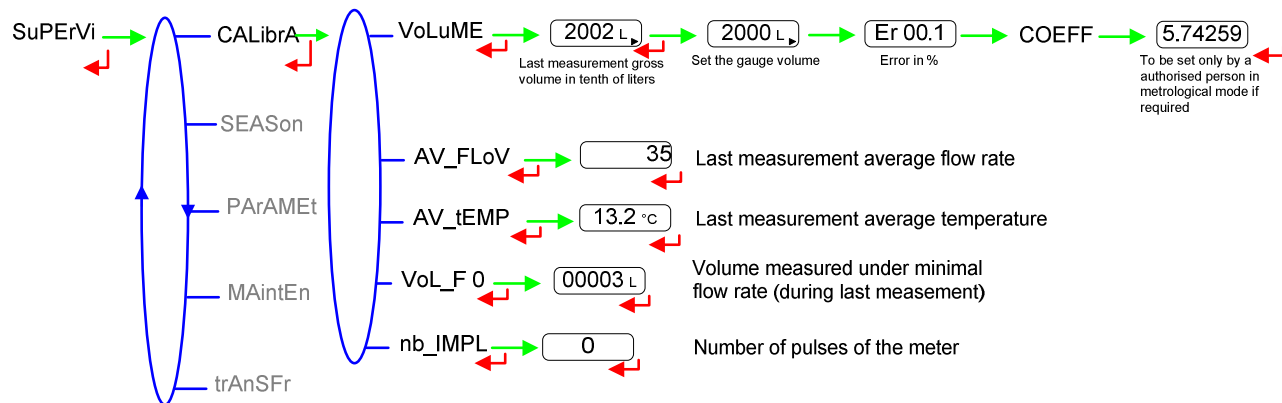 SuPErVi
CALibrA
VoLuME
2002 L
Last measurement gross
volume in tenth of liters
2000 L
Set the gauge volume
Er 00.1
Error in %
COEFF
5.74259
To be set only by a
authorised person in
metrological mode if
required
SEASon
AV_FLoV
35
Last measurement average flow rate
PArAMEt
AV_tEMP
13.2 °C
Last measurement average temperature
MAintEn
VoL_F 0
00003 L
Volume measured under minimal
flow rate (during last measement)
nb_IMPL
0
Number of pulses of the meter
trAnSFr